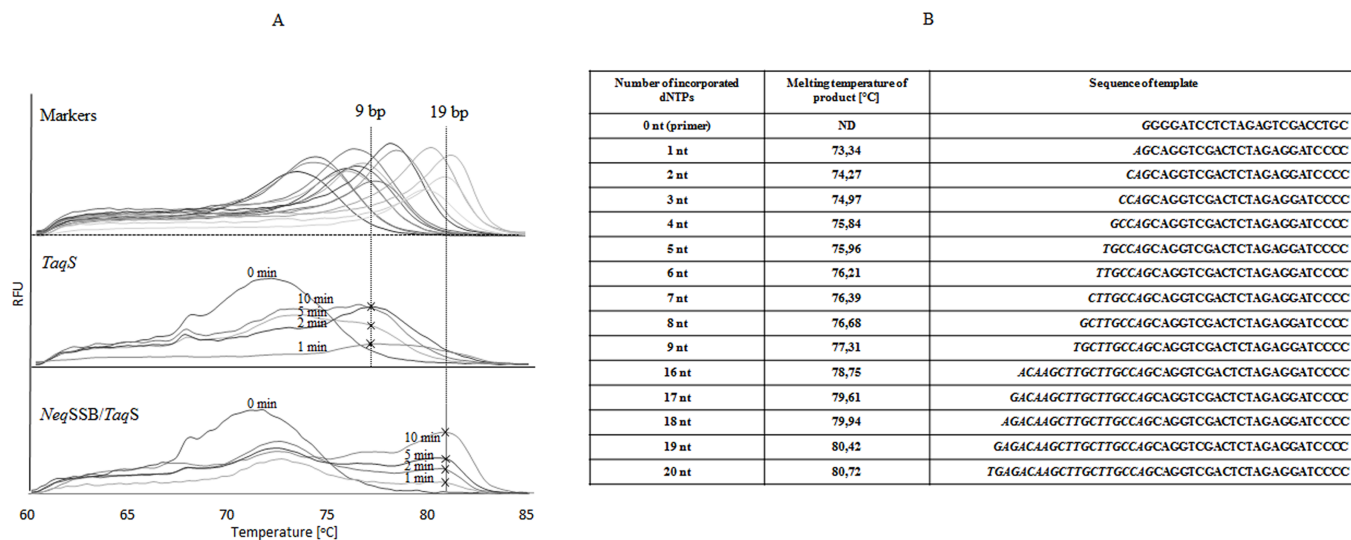 A
B
Markers
9 bp
19 bp
TaqS
0 min
10 min
5 min
2 min
1 min
NeqSSB/TaqS
0 min
10 min
5 min
2 min
1 min
RFU
60 65 70 75 80 85
Temperature [°C]
Number of incorporated dNTPs Melting temperature of product [°C] Sequence of template
0 nt (primer) ND GGGGATCCTCTAGAGTCGACCTGC
1 nt 73,34 AGCAGGTCGACTCTAGAGGATCCCC
2 nt 74,27 CAGCAGGTCGACTCTAGAGGATCCCC
3 nt 74,97 CCAGCAGGTCGACTCTAGAGGATCCCC
4 nt 75,84 GCCAGCAGGTCGACTCTAGAGGATCCCC
5 nt 75,96 TGCCAGCAGGTCGACTCTAGAGGATCCCC
6 nt 76,21 TTGCCAGCAGGTCGACTCTAGAGGATCCCC
7 nt 76,39 CTTGCCAGCAGGTCGACTCTAGAGGATCCCC
8 nt 76,68 GCTTGCCAGCAGGTCGACTCTAGAGGATCCCC
9 nt 77,31 TGCTTGCCAGCAGGTCGACTCTAGAGGATCCCC
16 nt 78,75 ACAAGCTTGCTTGCCAGCAGGTCGACTCTAGAGGATCCCC
17 nt 79,61 GACAAGCTTGCTTGCCAGCAGGTCGACTCTAGAGGATCCCC
18 nt 79,94 AGACAAGCTTGCTTGCCAGCAGGTCGACTCTAGAGGATCCCC
19 nt 80,42 GAGACAAGCTTGCTTGCCAGCAGGTCGACTCTAGAGGATCCCC
20 nt 80,72 TGAGACAAGCTTGCTTGCCAGCAGGTCGACTCTAGAGGATCCCC